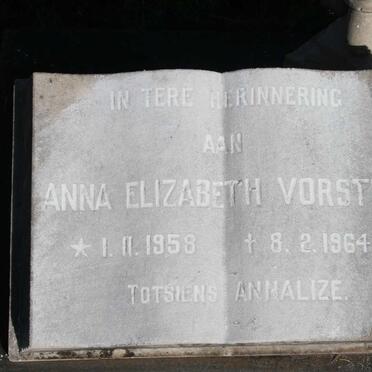 IN TERE HERINNERING
AAN
ANNA ELIZABETH VORST
* 1.11.1958 † 8.2.1964
TOTSIENS ANNALIZE.